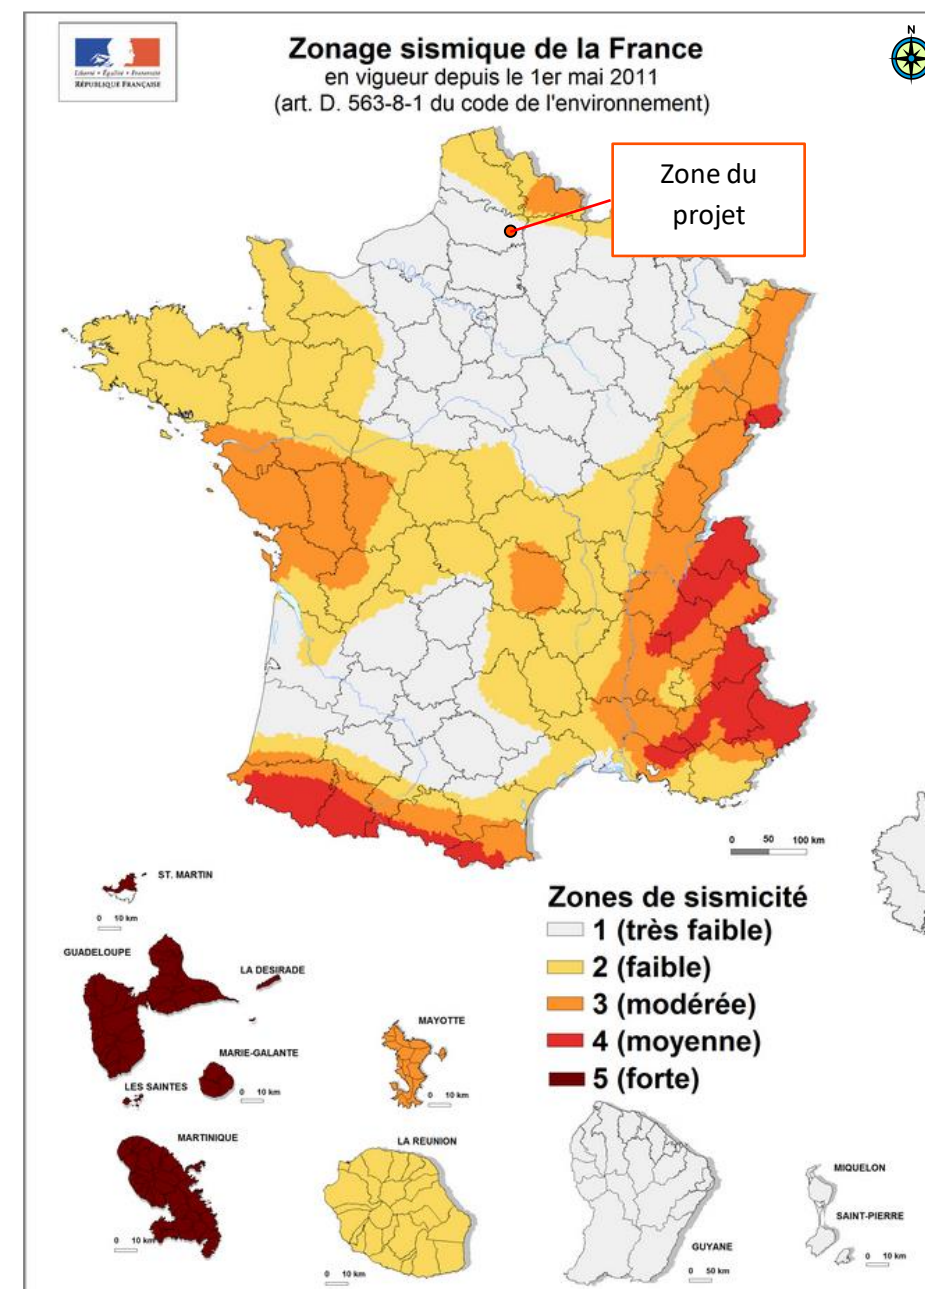 Liberté • Égalité • Fraternité
RÉPUBLIQUE FRANÇAISE
Zonage sismique de la France
en vigueur depuis le 1er mai 2011
(art. D. 563-8-1 du code de l'environnement)
N
Zone du
projet
0 50 100 km
ST. MARTIN
0 10 km
GUADELOUPE
LA DESIRADE
MARIE-GALANTE
0 10 km
LES SAINTES
MAYOTTE
0 10 km
MARTINIQUE
0 10 km
LA REUNION
0 10 km
Zones de sismicité
1 (très faible)
2 (faible)
3 (modérée)
4 (moyenne)
5 (forte)
GUYANE
0 50 km
MIQUELON
SAINT-PIERRE
0 10 km